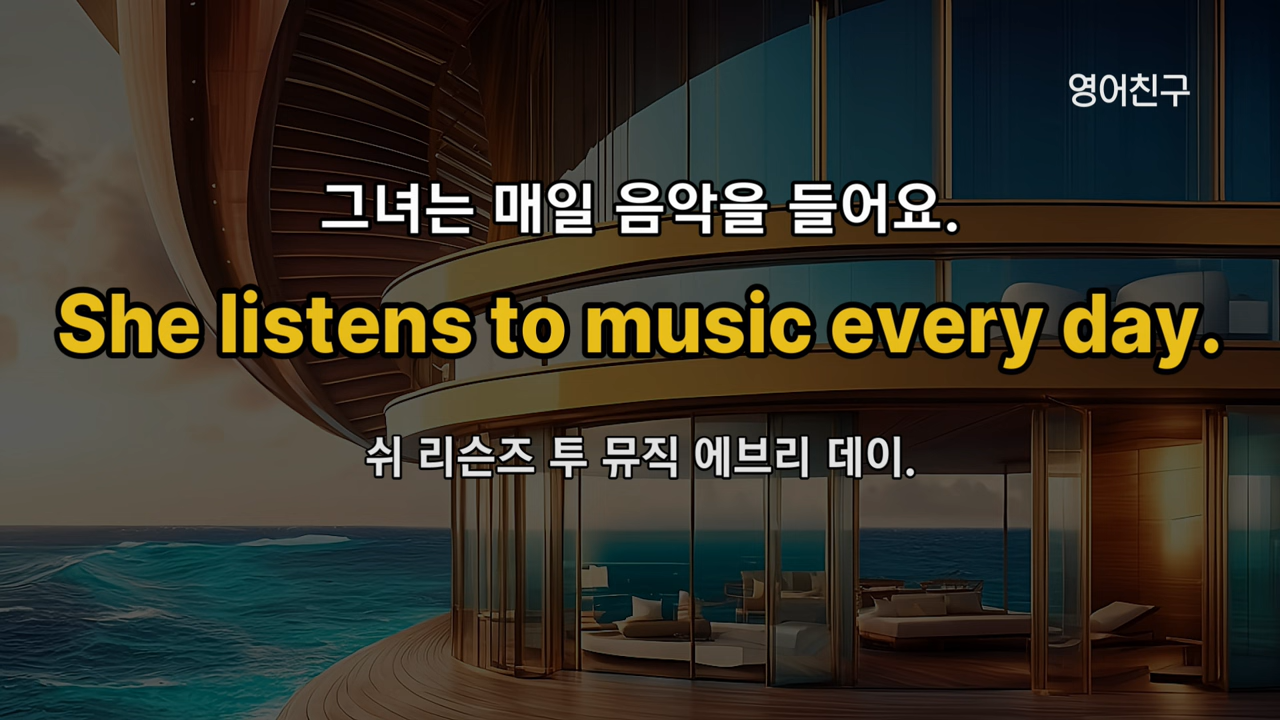 영어친구
그녀는 매일 음악을 들어요.
She listens to music every day.
쉬 리슨즈 투 뮤직 에브리 데이.